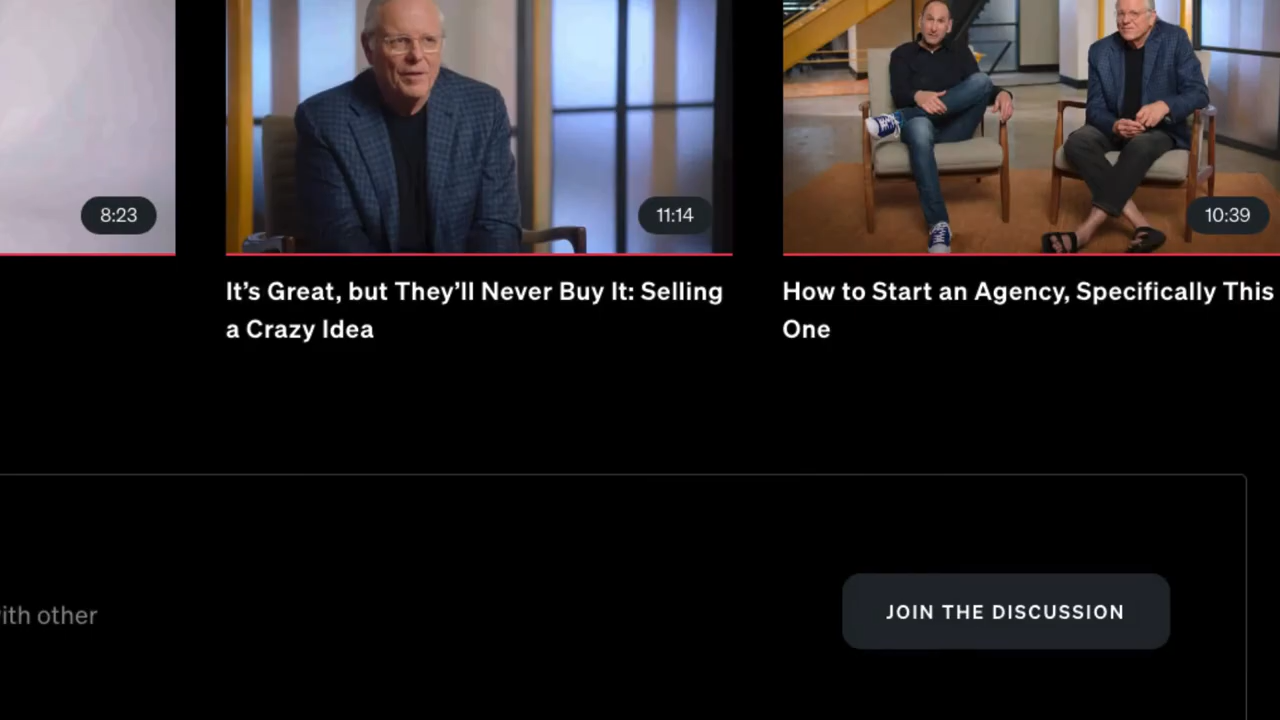 8:23
11:14
10:39
It’s Great, but They’ll Never Buy It: Selling
a Crazy Idea
How to Start an Agency, Specifically This
One
ith other
JOIN THE DISCUSSION